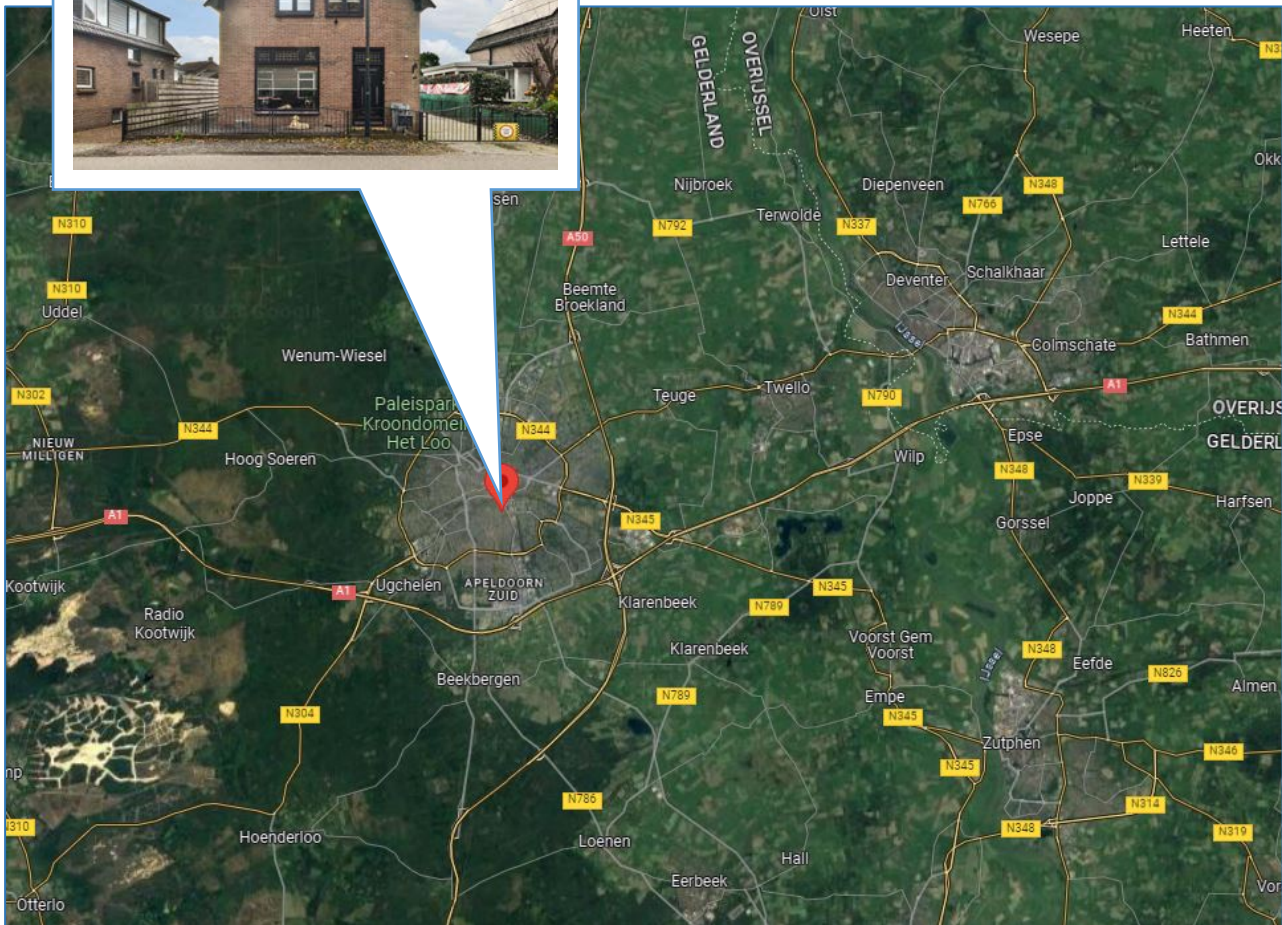 Olst
Wesepe
Heeten
GELDERLAND
OVERIJSSEL
Okk
Nijbroek
Diepenveen
N348
sen
N310
N792
Terwolde
N337
N766
A50
Lettele
Schalkhaar
Deventer
N310
Beemte
Broekland
Uddel
N344
IJssel
Colmschate
Bathmen
Wenum-Wiesel
Twello
A1
N302
Teuge
N790
Paleispark
Kroondomein
Het Loo
OVERIJS
N344
N344
Epse
GELDERL
NIEUW
MILLIGEN
Hoog Soeren
Wilp
N348
N339
Joppe
Harfsen
A1
N345
Gorssel
Kootwijk
Ugchelen
APELDOORN
ZUID
N345
A1
Klarenbeek
N789
Radio
Kootwijk
Voorst Gem
Voorst
Klarenbeek
N348
IJssel
Eefde
N826
Beekbergen
Almen
N789
Empe
N304
N345
Zutphen
N346
mp
N345
N786
N314
N310
N348
N319
Hoenderloo
Loenen
Hall
Eerbeek
Vor
Otterlo